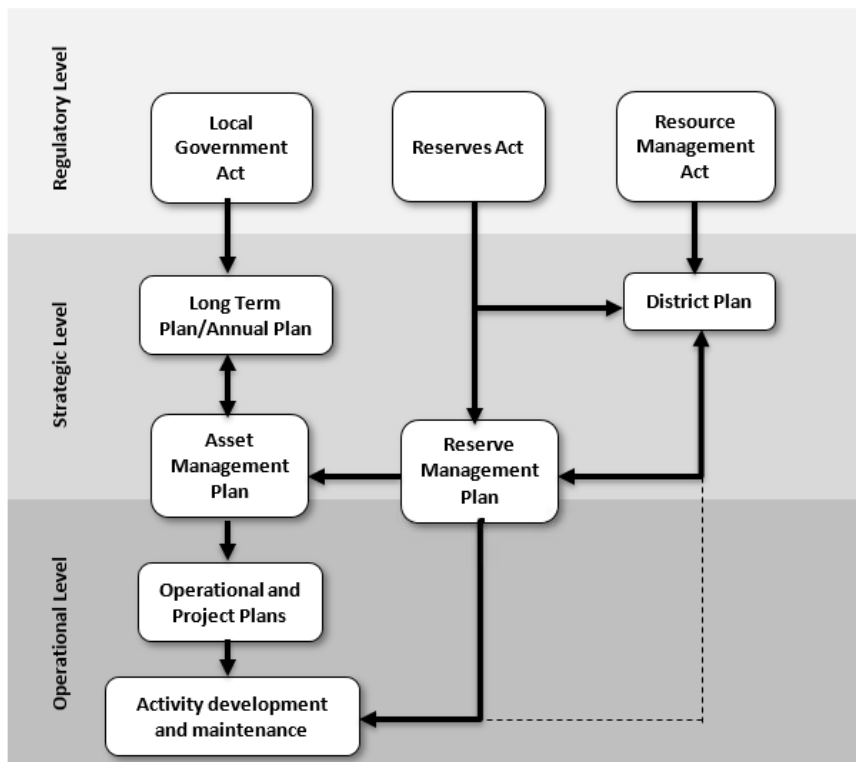 Regulatory Level
Local
Government
Act
Reserves Act
Resource
Management
Act
Strategic Level
Long Term
Plan/Annual Plan
District Plan
Asset
Management
Plan
Reserve
Management
Plan
Operational Level
Operational and
Project Plans
Activity development
and maintenance